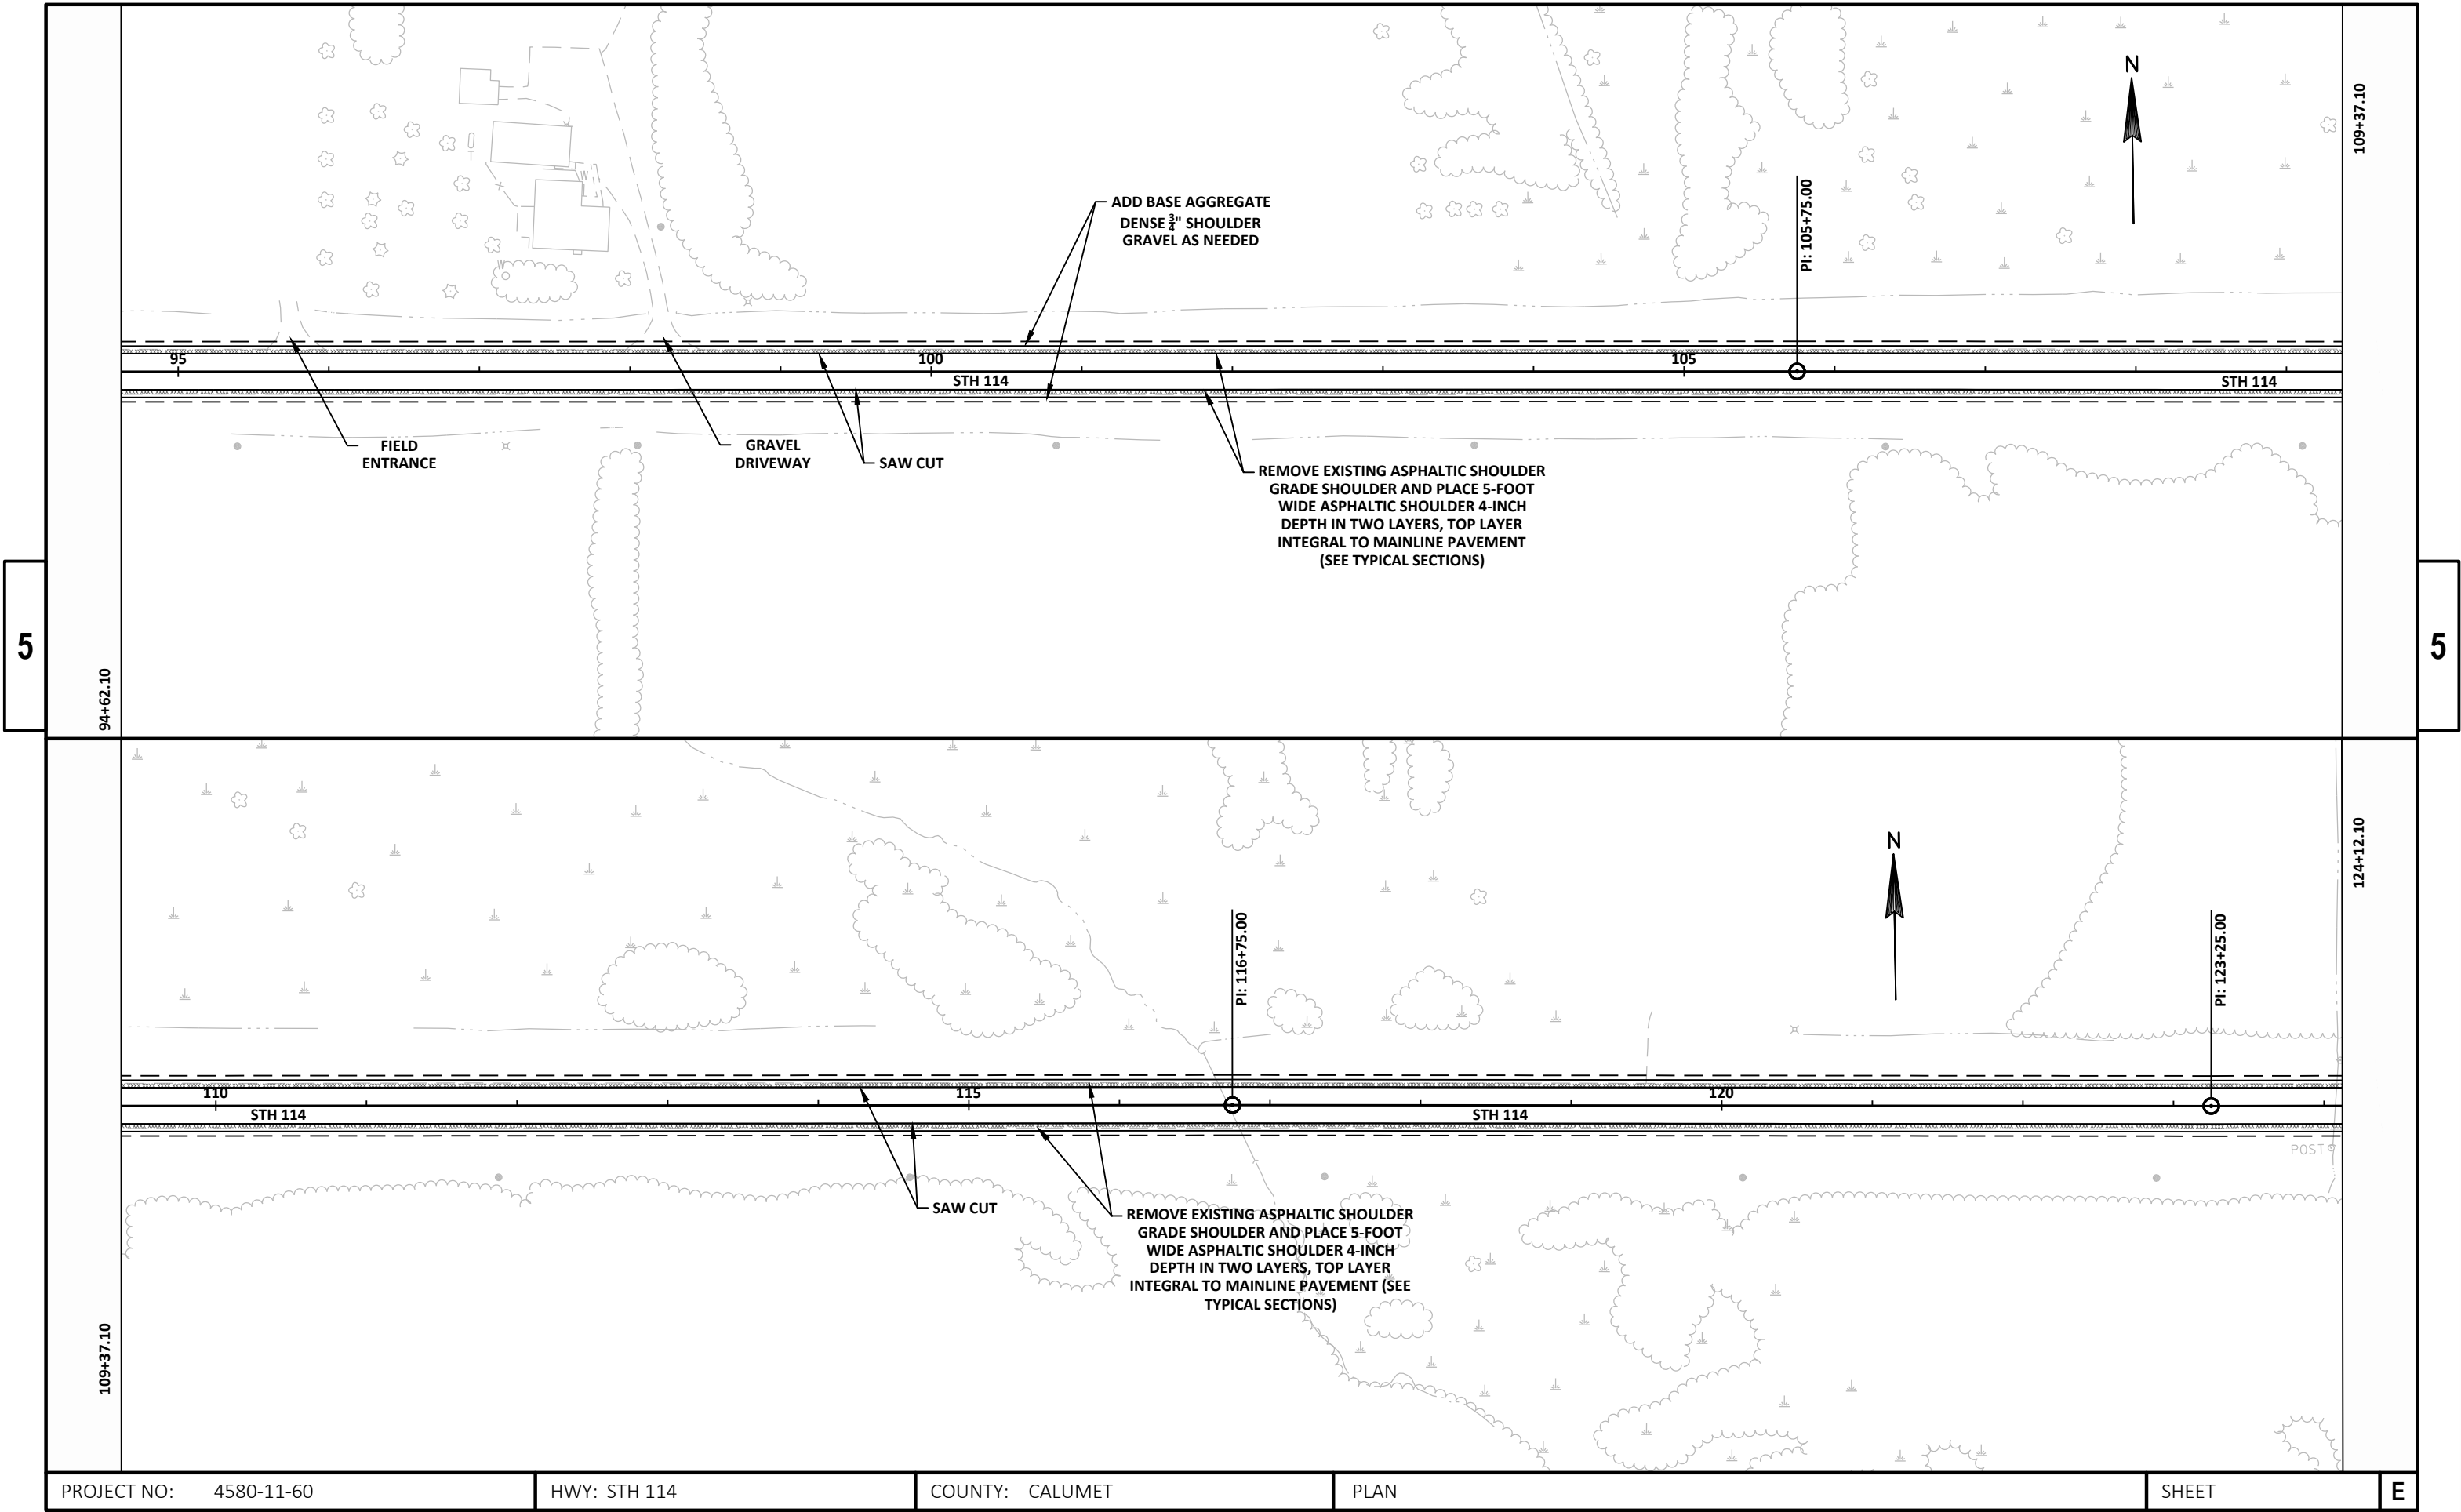 N
109+37.10
ADD BASE AGGREGATE
DENSE 3/4" SHOULDER
GRAVEL AS NEEDED
PI: 105+75.00
W
W
95
100
105
STH 114
STH 114
FIELD
ENTRANCE
GRAVEL
DRIVEWAY
SAW CUT
REMOVE EXISTING ASPHALTIC SHOULDER
GRADE SHOULDER AND PLACE 5-FOOT
WIDE ASPHALTIC SHOULDER 4-INCH
DEPTH IN TWO LAYERS, TOP LAYER
INTEGRAL TO MAINLINE PAVEMENT
(SEE TYPICAL SECTIONS)
5
5
94+62.10
124+12.10
N
PI: 116+75.00
PI: 123+25.00
110
115
120
STH 114
STH 114
POST
SAW CUT
REMOVE EXISTING ASPHALTIC SHOULDER
GRADE SHOULDER AND PLACE 5-FOOT
WIDE ASPHALTIC SHOULDER 4-INCH
DEPTH IN TWO LAYERS, TOP LAYER
INTEGRAL TO MAINLINE PAVEMENT (SEE
TYPICAL SECTIONS)
109+37.10
PROJECT NO: 4580-11-60
HWY: STH 114
COUNTY: CALUMET
PLAN
SHEET
E